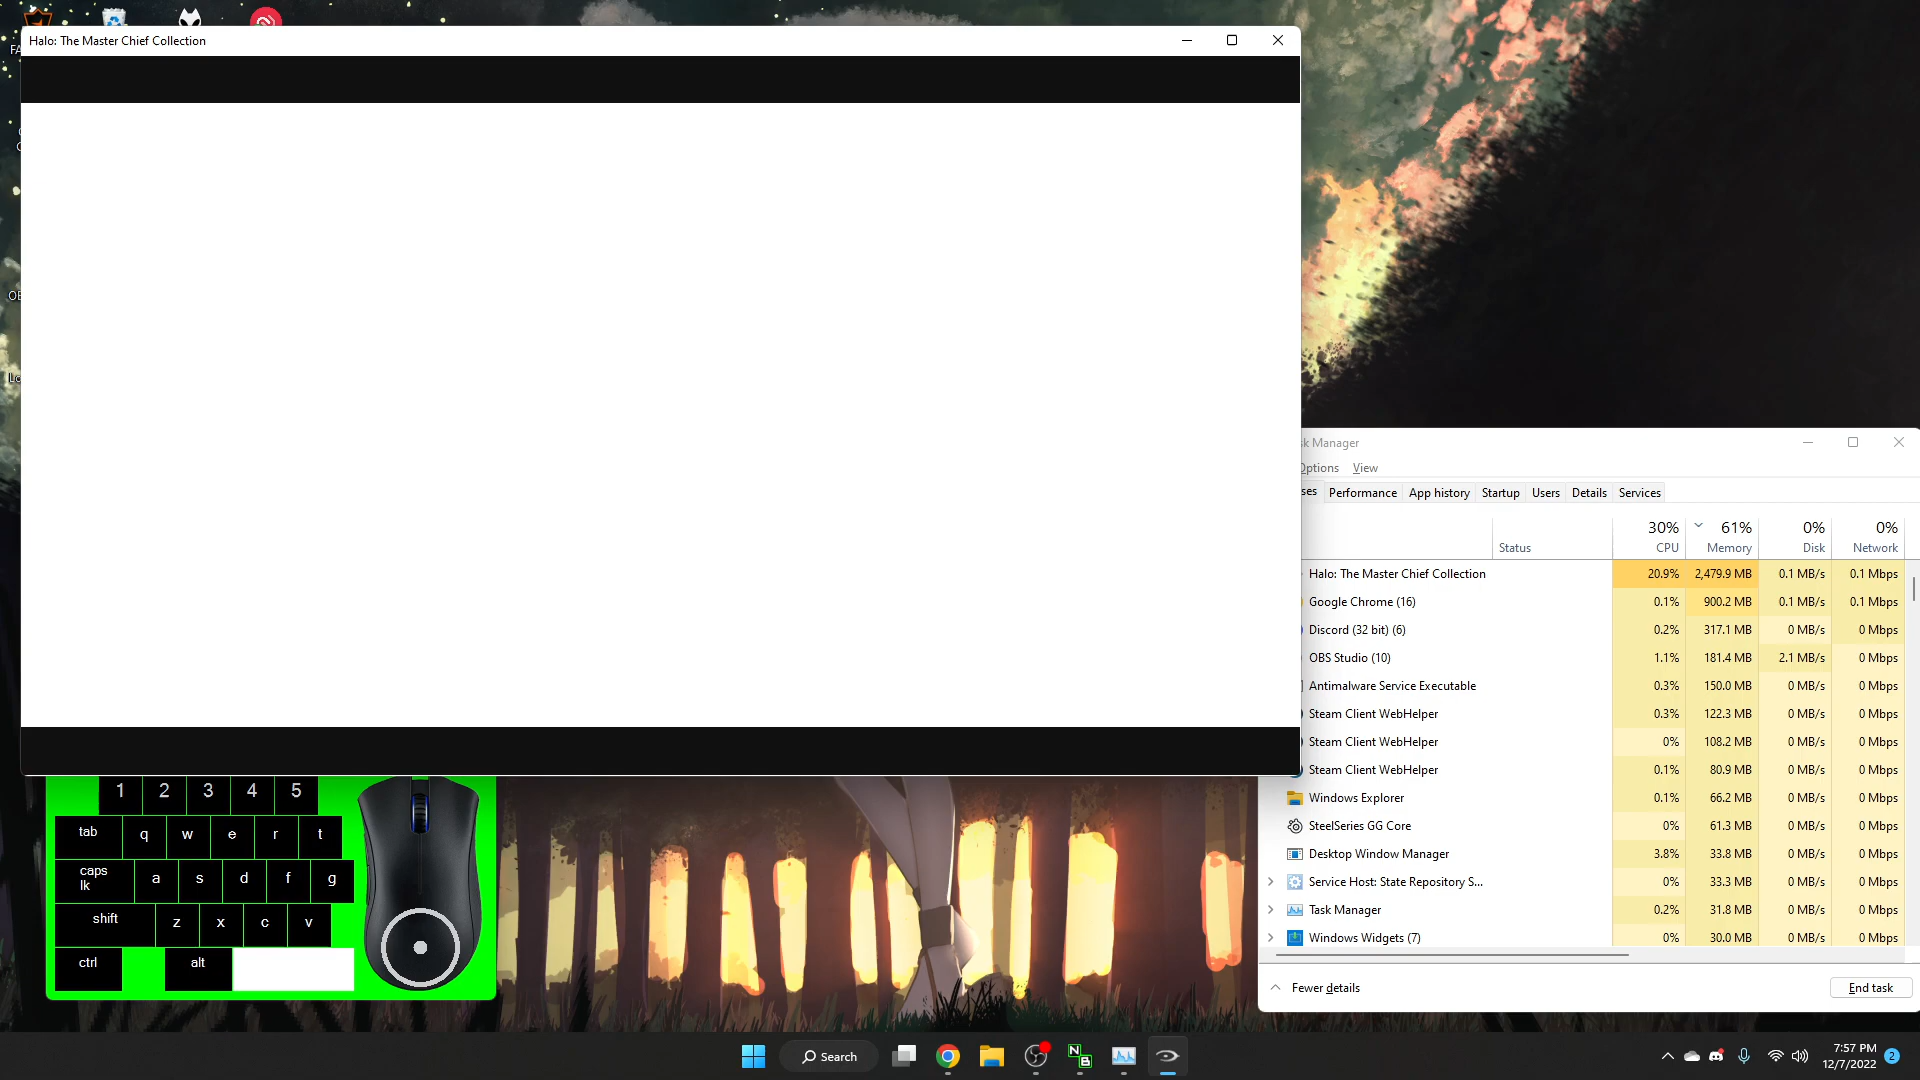 Halo: The Master Chief Collection
FA
OB
Lo
sk Manager
Options View
ses Performance App history Startup Users Details Services
30% 61% 0% 0%
Status CPU Memory Disk Network
Halo: The Master Chief Collection 20.9% 2,479.9 MB 0.1 MB/s 0.1 Mbps
Google Chrome (16) 0.1% 900.2 MB 0.1 MB/s 0.1 Mbps
Discord (32 bit) (6) 0.2% 317.1 MB 0 MB/s 0 Mbps
OBS Studio (10) 1.1% 181.4 MB 2.1 MB/s 0 Mbps
Antimalware Service Executable 0.3% 150.0 MB 0 MB/s 0 Mbps
Steam Client WebHelper 0.3% 122.3 MB 0 MB/s 0 Mbps
Steam Client WebHelper 0% 108.2 MB 0 MB/s 0 Mbps
Steam Client WebHelper 0.1% 80.9 MB 0 MB/s 0 Mbps
Windows Explorer 0.1% 66.2 MB 0 MB/s 0 Mbps
SteelSeries GG Core 0% 61.3 MB 0 MB/s 0 Mbps
Desktop Window Manager 3.8% 33.8 MB 0 MB/s 0 Mbps
Service Host: State Repository S... 0% 33.3 MB 0 MB/s 0 Mbps
Task Manager 0.2% 31.8 MB 0 MB/s 0 Mbps
Windows Widgets (7) 0% 30.0 MB 0 MB/s 0 Mbps
Fewer details End task
1 2 3 4 5
tab q w e r t
caps
lk a s d f g
shift z x c v
ctrl alt
Search
N
B
7:57 PM
12/7/2022
2